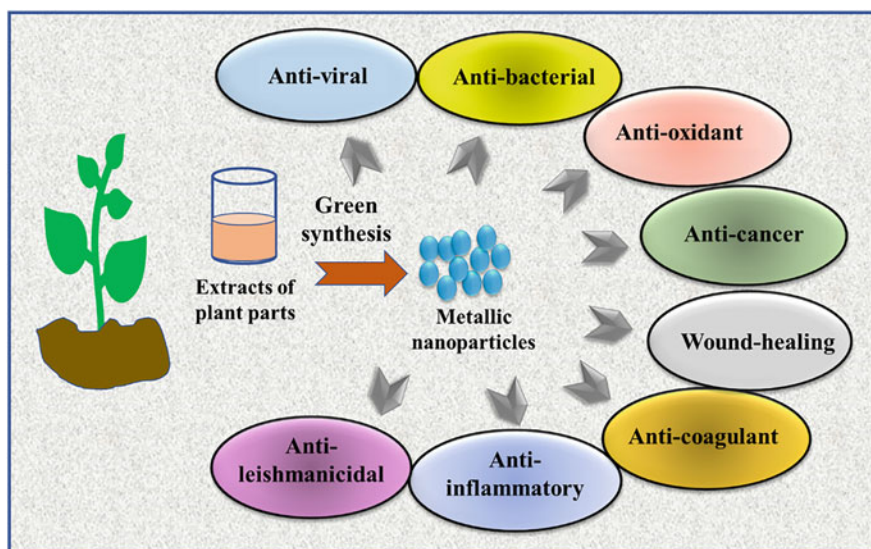 Anti-viral
Anti-bacterial
Anti-oxidant
Anti-cancer
Wound-healing
Anti-coagulant
Anti-
inflammatory
Anti-
leishmanicidal
Green
synthesis
Extracts of
plant parts
Metallic
nanoparticles